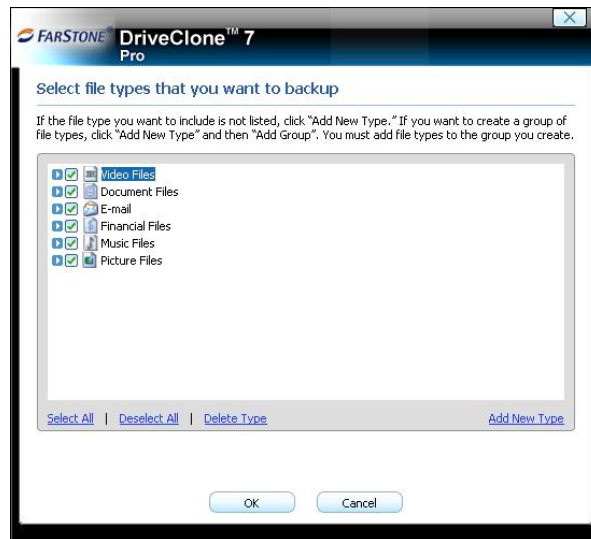 FARSTONE® DriveClone™ 7
Pro
Select file types that you want to backup
If the file type you want to include is not listed, click "Add New Type." If you want to create a group of
file types, click "Add New Type" and then "Add Group". You must add file types to the group you create.
Video Files
Document Files
E-mail
Financial Files
Music Files
Picture Files
Select All | Deselect All | Delete Type Add New Type
OK Cancel